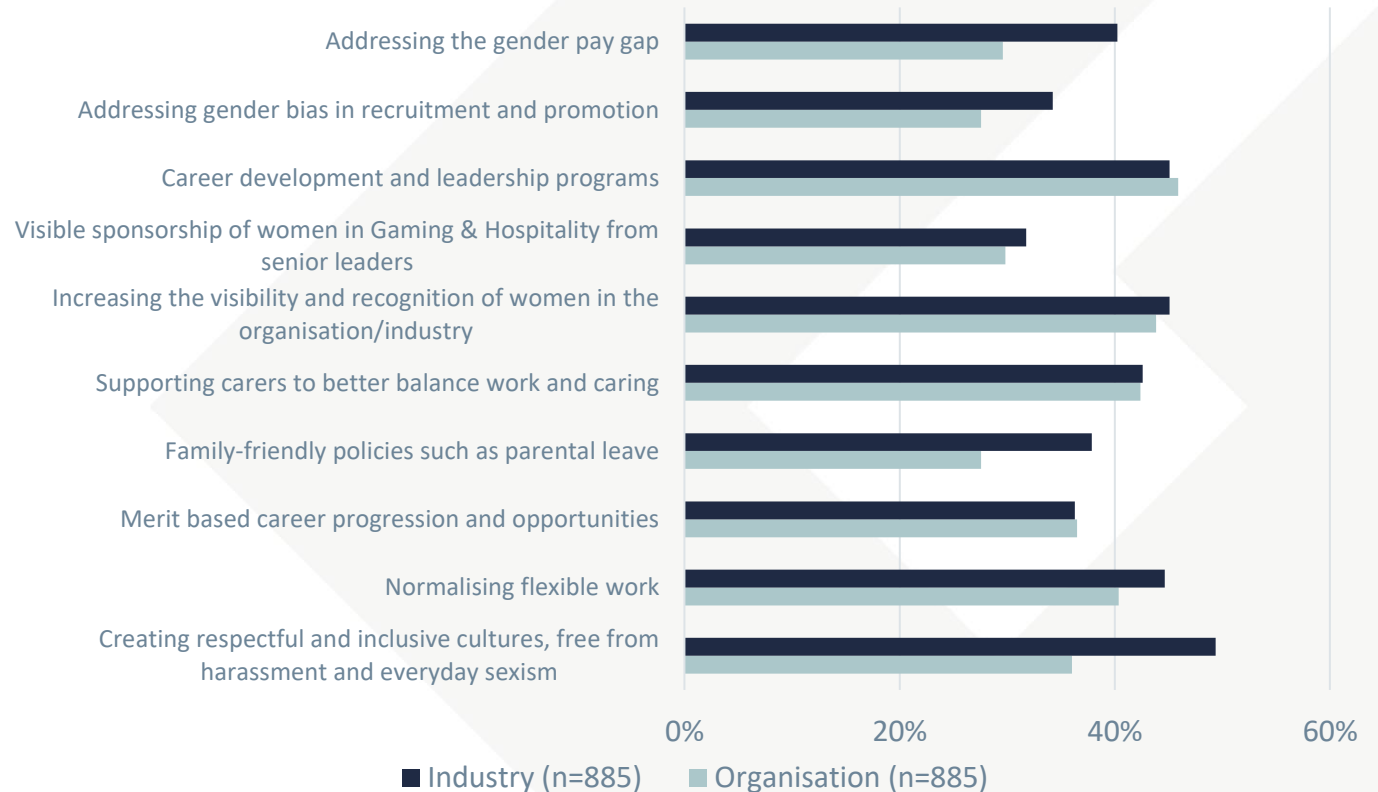 Addressing the gender pay gap
Addressing gender bias in recruitment and promotion
Career development and leadership programs
Visible sponsorship of women in Gaming & Hospitality from
senior leaders
Increasing the visibility and recognition of women in the
organisation/industry
Supporting carers to better balance work and caring
Family-friendly policies such as parental leave
Merit based career progression and opportunities
Normalising flexible work
Creating respectful and inclusive cultures, free from
harassment and everyday sexism
0% 20% 40% 60%
Industry (n=885) Organisation (n=885)